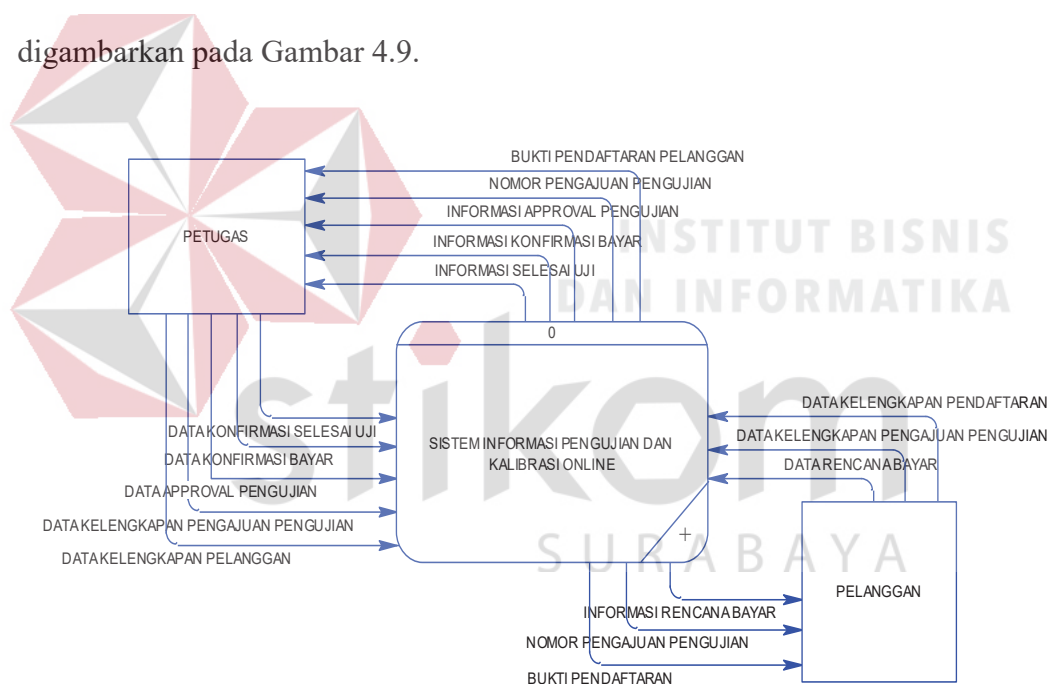 digambarkan pada Gambar 4.9.
BUKTI PENDAFTARAN PELANGGAN
NOMOR PENGAJUAN PENGUJIAN
INFORMASI APPROVAL PENGUJIAN
INFORMASI KONFIRMASI BAYAR
INFORMASI SELESAI UJI
PETUGAS
INSTITUT BISNIS
DAN INFORMATIKA
0
stikom
SURABAYA
SISTEM INFORMASI PENGUJIAN DAN
KALIBRASI ONLINE
+
DATA KONFIRMASI SELESAI UJI
DATA KONFIRMASI BAYAR
DATA APPROVAL PENGUJIAN
DATA KELENGKAPAN PENGAJUAN PENGUJIAN
DATA KELENGKAPAN PELANGGAN
DATA KELENGKAPAN PENDAFTARAN
DATA KELENGKAPAN PENGAJUAN PENGUJIAN
DATA RENCANA BAYAR
PELANGGAN
INFORMASI RENCANA BAYAR
NOMOR PENGAJUAN PENGUJIAN
BUKTI PENDAFTARAN